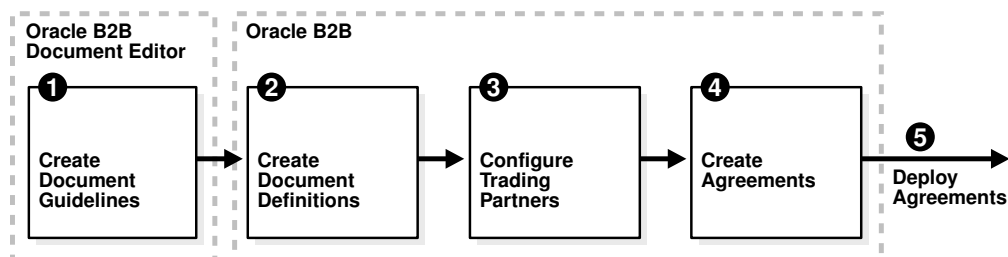 Oracle B2B
Document Editor
Oracle B2B
1
Create
Document
Guidelines
2
Create
Document
Definitions
3
Configure
Trading
Partners
4
Create
Agreements
5
Deploy
Agreements